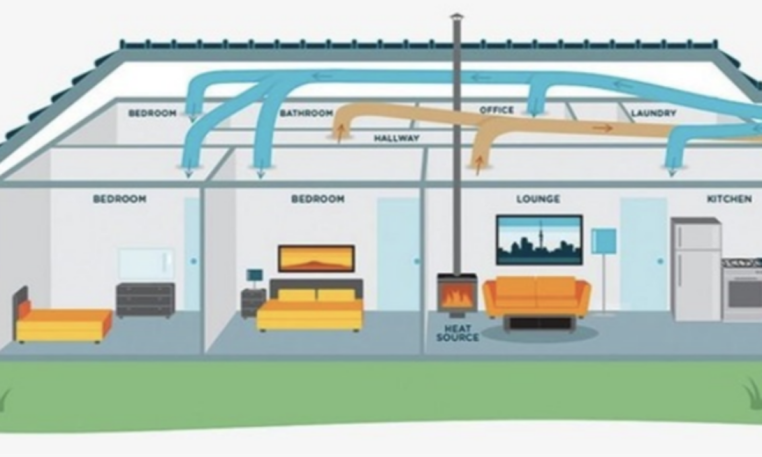 BEDROOM
BATHROOM
OFFICE
LAUNDRY
HALLWAY
BEDROOM
BEDROOM
LOUNGE
KITCHEN
HEAT
SOURCE